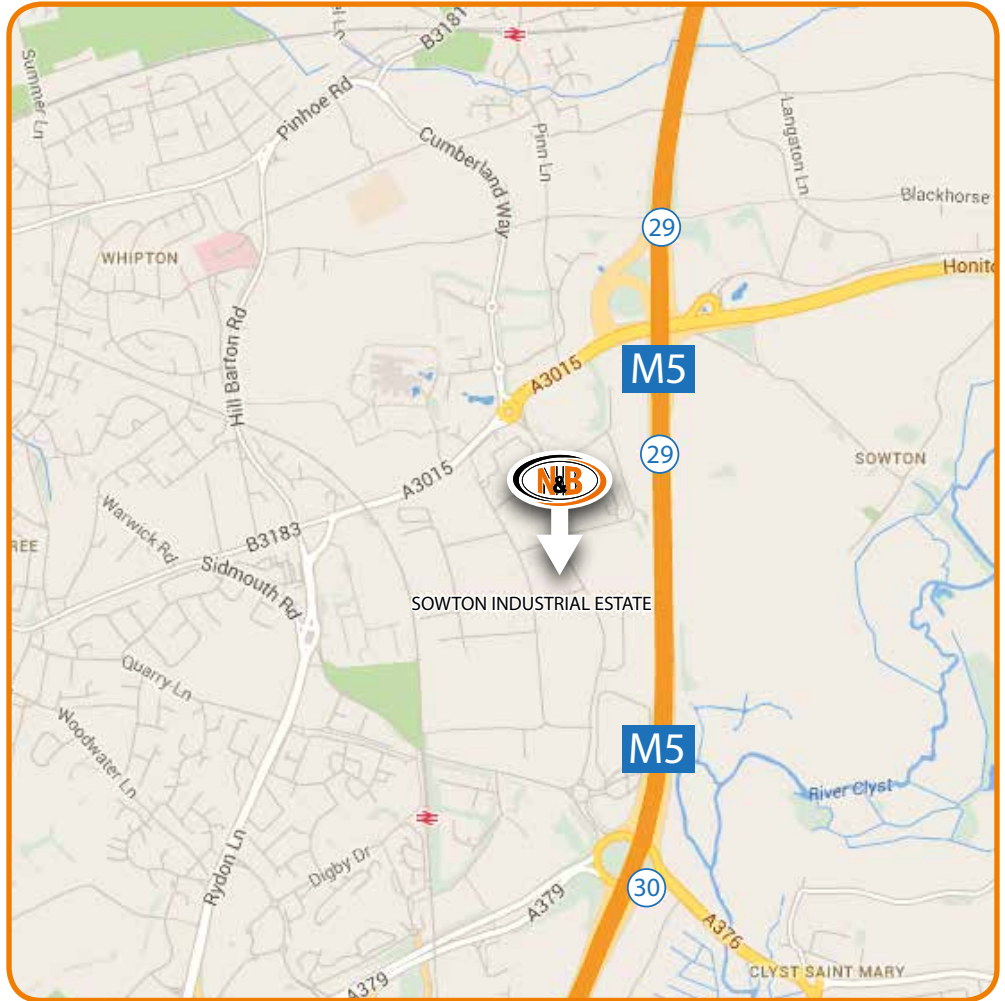 B3181
Summer Ln
Pinhoe Rd
Cumberland Way
Pinn Ln
Langaton Ln
Blackhorse
29
WHIPTON
Honito
Hill Barton Rd
A3015
M5
29
SOWTON
A3015
N&B
Warwick Rd
B3183
REE
Sidmouth Rd
SOWTON INDUSTRIAL ESTATE
Quarry Ln
Woodwater Ln
M5
River Clyst
Rydon Ln
Digby Dr
30
A379
A376
A379
CLYST SAINT MARY